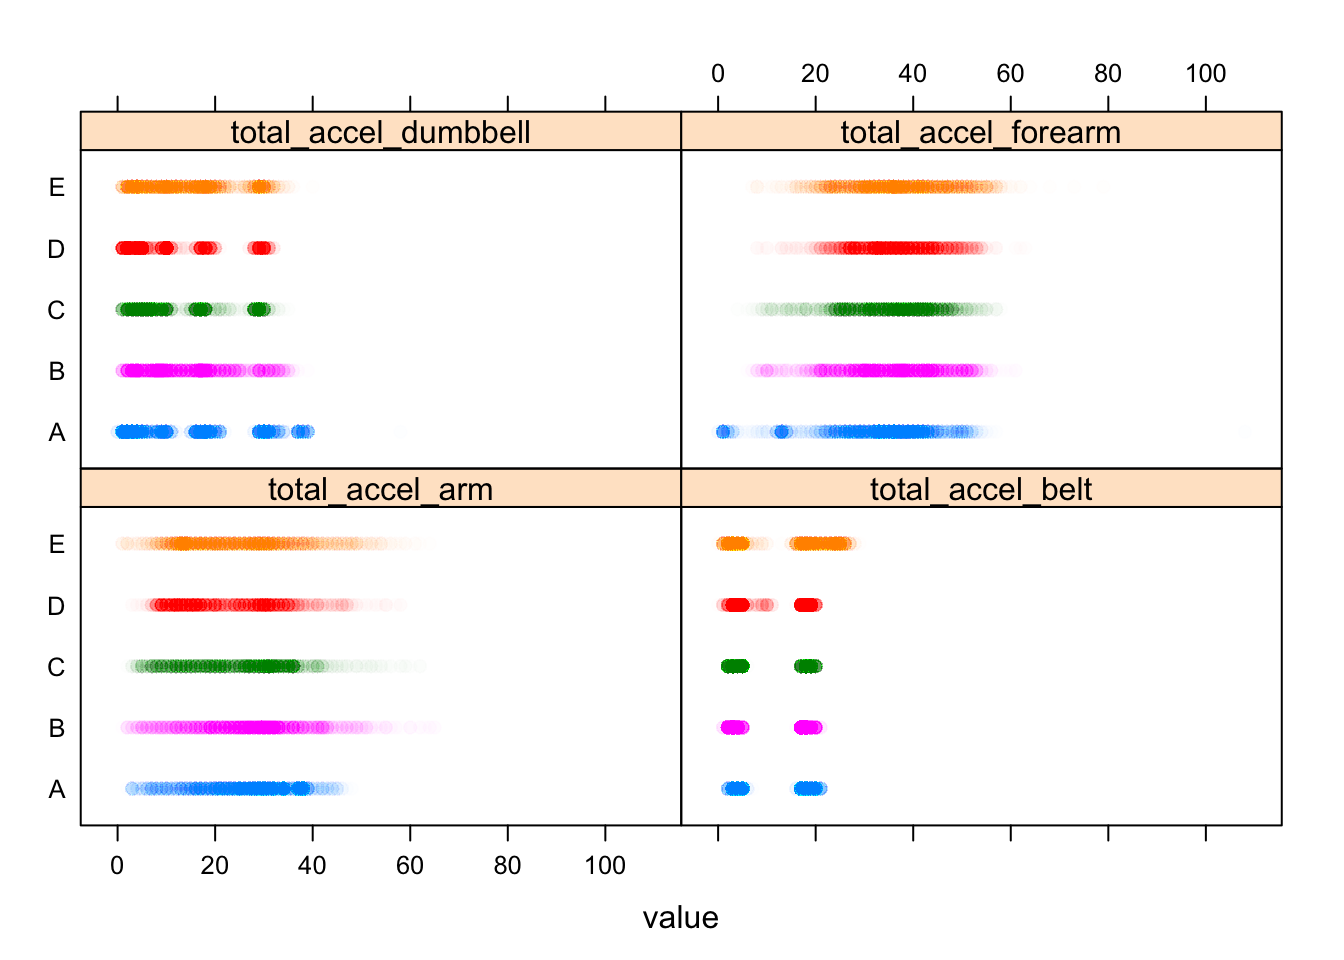 0 20 40 60 80 100
total_accel_dumbbell total_accel_forearm
E
D
C
B
A
total_accel_arm total_accel_belt
E
D
C
B
A
0 20 40 60 80 100
value